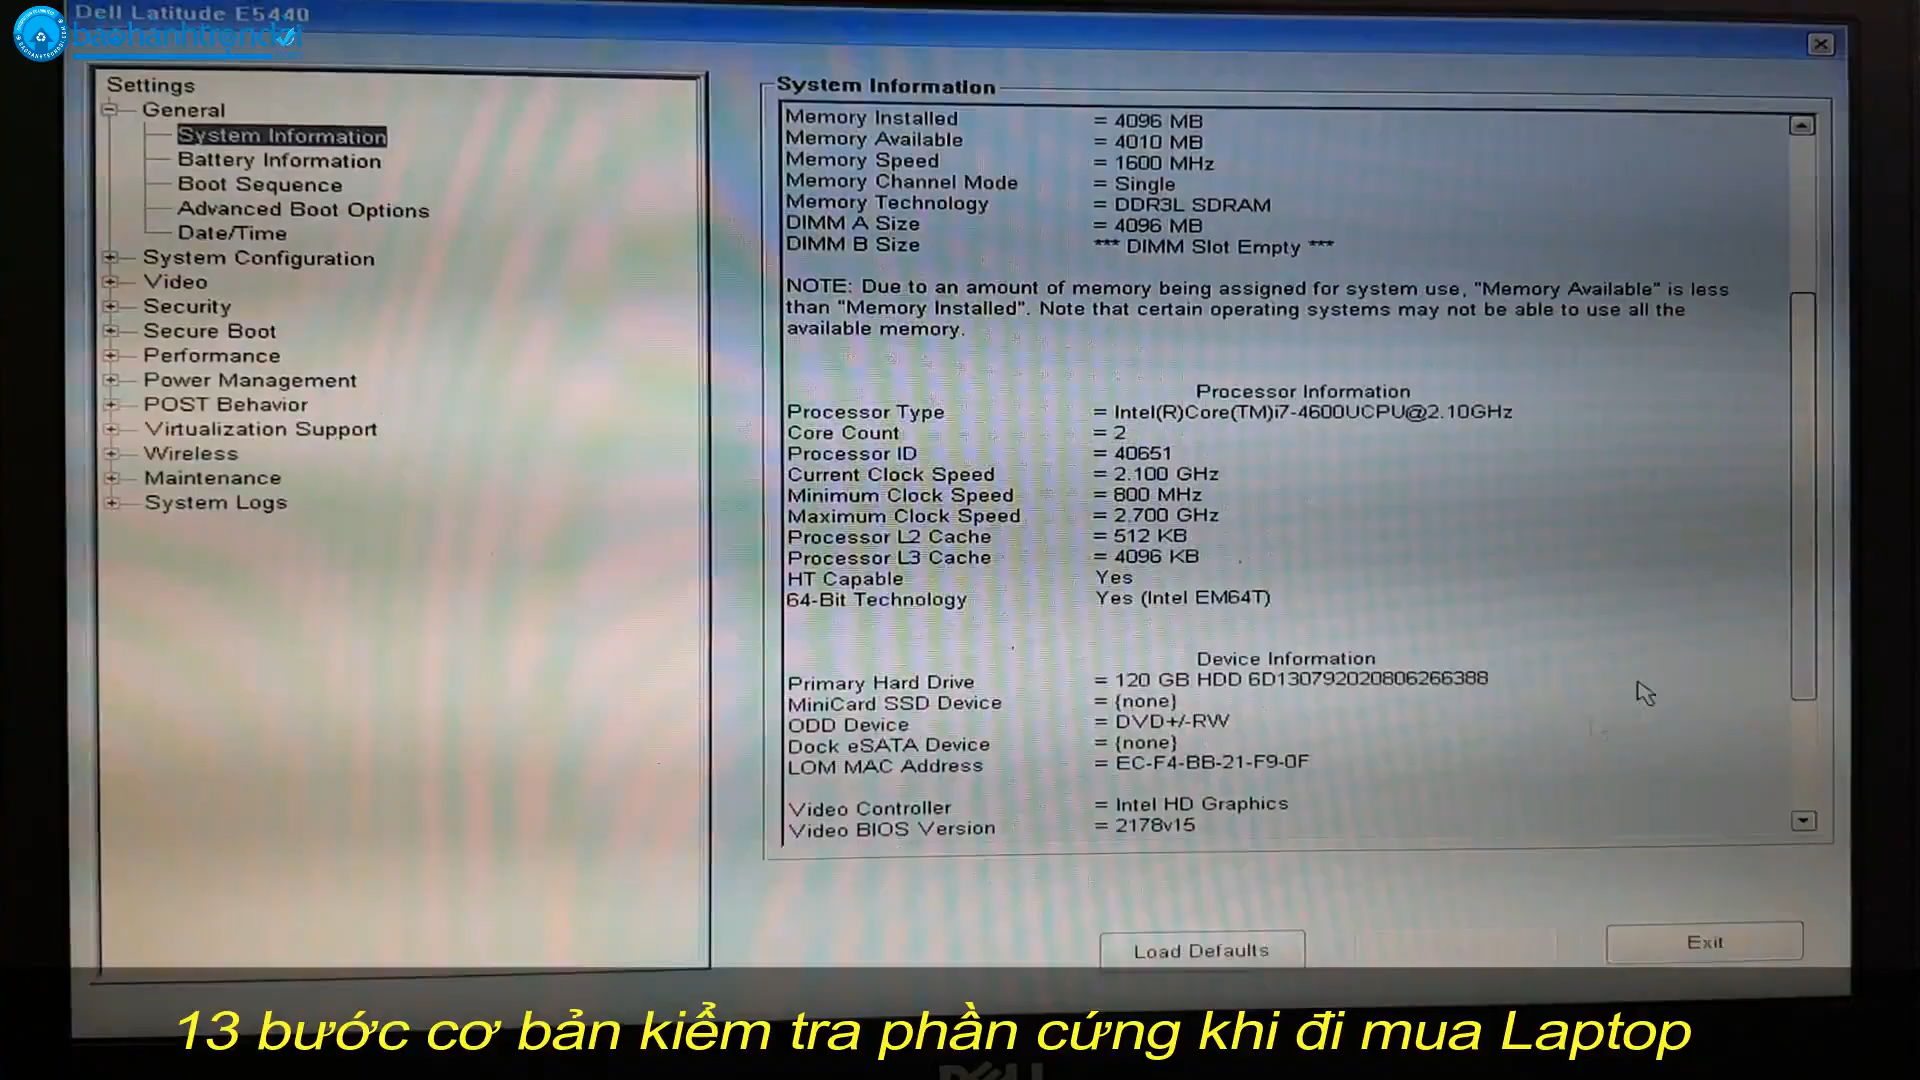 Dell Latitude E5440
baohanhtrondoi
Settings
General
System Information
Battery Information
Boot Sequence
Advanced Boot Options
Date/Time
System Configuration
Video
Security
Secure Boot
Performance
Power Management
POST Behavior
Virtualization Support
Wireless
Maintenance
System Logs
System Information
Memory Installed = 4096 MB
Memory Available = 4010 MB
Memory Speed = 1600 MHz
Memory Channel Mode = Single
Memory Technology = DDR3L SDRAM
DIMM A Size = 4096 MB
DIMM B Size *** DIMM Slot Empty ***
NOTE: Due to an amount of memory being assigned for system use, "Memory Available" is less
than "Memory Installed". Note that certain operating systems may not be able to use all the
available memory.
Processor Information
Processor Type = Intel(R)Core(TM)i7-4600UCPU@2.10GHz
Core Count = 2
Processor ID = 40651
Current Clock Speed = 2.100 GHz
Minimum Clock Speed = 800 MHz
Maximum Clock Speed = 2.700 GHz
Processor L2 Cache = 512 KB
Processor L3 Cache = 4096 KB
HT Capable Yes
64-Bit Technology Yes (Intel EM64T)
Device Information
Primary Hard Drive = 120 GB HDD 6D130792020806266388
MiniCard SSD Device = {none}
ODD Device = DVD+/-RW
Dock eSATA Device = {none}
LOM MAC Address = EC-F4-BB-21-F9-0F
Video Controller = Intel HD Graphics
Video BIOS Version = 2178v15
Load Defaults
Exit
13 bước cơ bản kiểm tra phần cứng khi đi mua Laptop
DELL